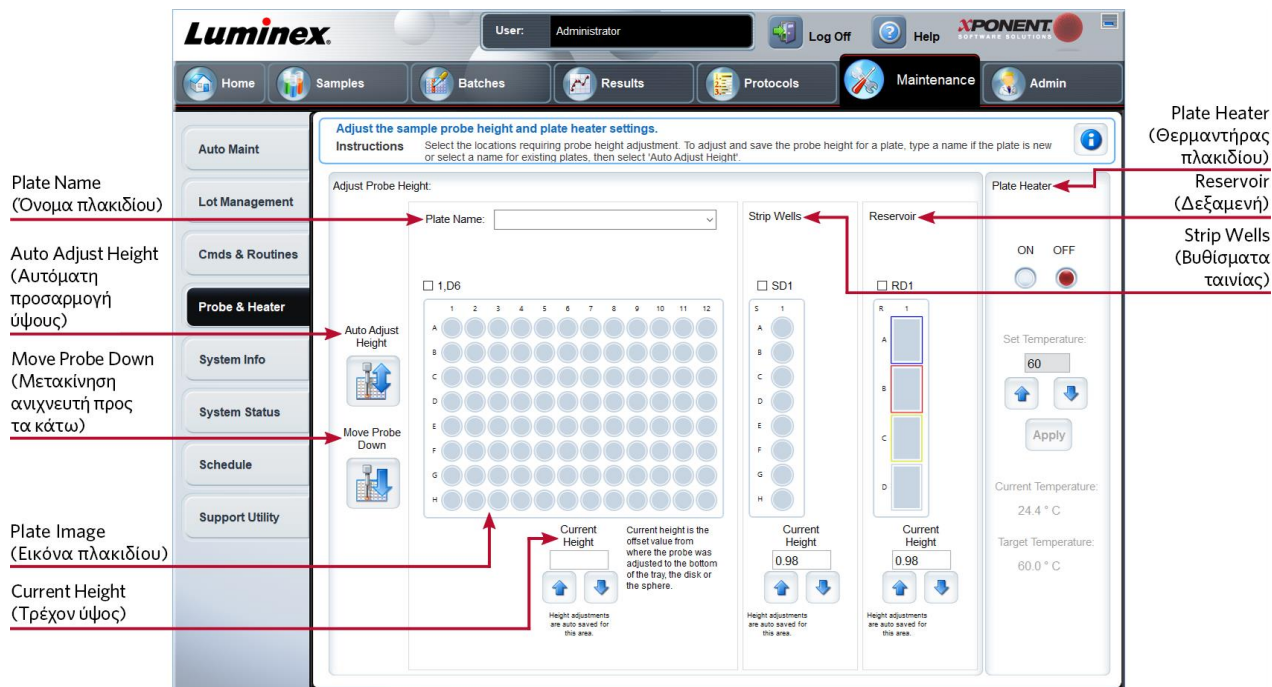 Luminex.
User: Administrator
Log Off
Help
XPONENT
SOFTWARE SOLUTIONS
Home
Samples
Batches
Results
Protocols
Maintenance
Admin
Auto Maint
Lot Management
Cmds & Routines
Probe & Heater
System Info
System Status
Schedule
Support Utility
Adjust the sample probe height and plate heater settings.
Instructions Select the locations requiring probe height adjustment. To adjust and save the probe height for a plate, type a name if the plate is new
or select a name for existing plates, then select 'Auto Adjust Height'.
Adjust Probe Height:
Plate Name:
Auto Adjust
Height
Move Probe
Down
1,D6
1 2 3 4 5 6 7 8 9 10 11 12
A
B
C
D
E
F
G
H
Current
Height
Current height is the
offset value from
where the probe was
adjusted to the bottom
of the tray, the disk or
the sphere.
Height adjustments
are auto saved for
this area.
Strip Wells
SD1
S 1
A
B
C
D
E
F
G
H
Current
Height
0.98
Height adjustments
are auto saved for
this area.
Reservoir
RD1
R 1
A
B
C
D
Current
Height
0.98
Height adjustments
are auto saved for
this area.
Plate Heater
ON OFF
Set Temperature:
60
Apply
Current Temperature:
24.4 ° C
Target Temperature:
60.0 ° C
Plate Name
(Όνομα πλακιδίου)
Auto Adjust Height
(Αυτόματη
προσαρμογή
ύψους)
Move Probe Down
(Μετακίνηση
ανιχνευτή προς
τα κάτω)
Plate Image
(Εικόνα πλακιδίου)
Current Height
(Τρέχον ύψος)
Plate Heater
(Θερμαντήρας
πλακιδίου)
Reservoir
(Δεξαμενή)
Strip Wells
(Βυθίσματα
ταινίας)